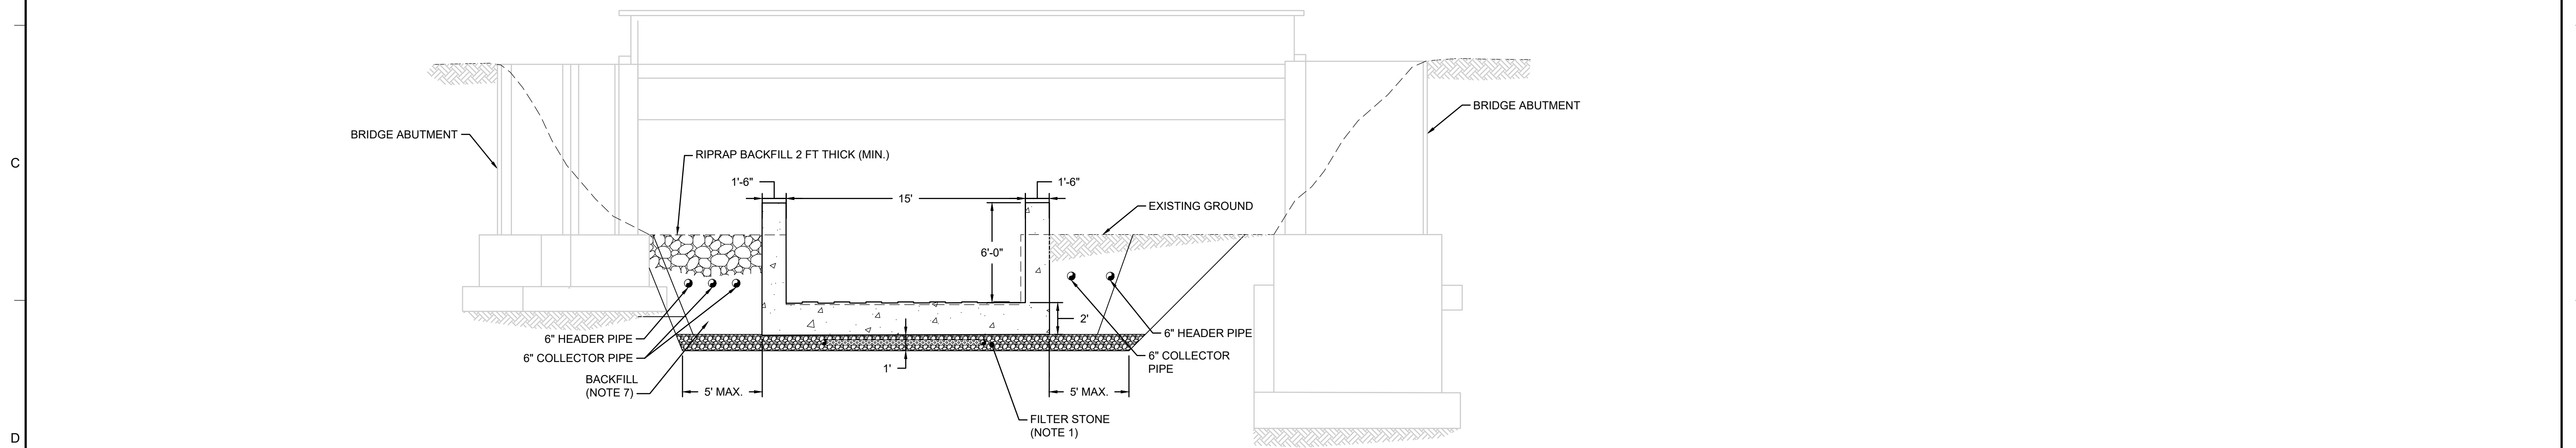 BRIDGE ABUTMENT
BRIDGE ABUTMENT
C
RIPRAP BACKFILL 2 FT THICK (MIN.)
1'-6"
15'
1'-6"
EXISTING GROUND
6'-0"
2'
6" HEADER PIPE
6" HEADER PIPE
6" COLLECTOR PIPE
6" COLLECTOR
PIPE
1'
BACKFILL
(NOTE 7)
5' MAX.
5' MAX.
FILTER STONE
(NOTE 1)
D